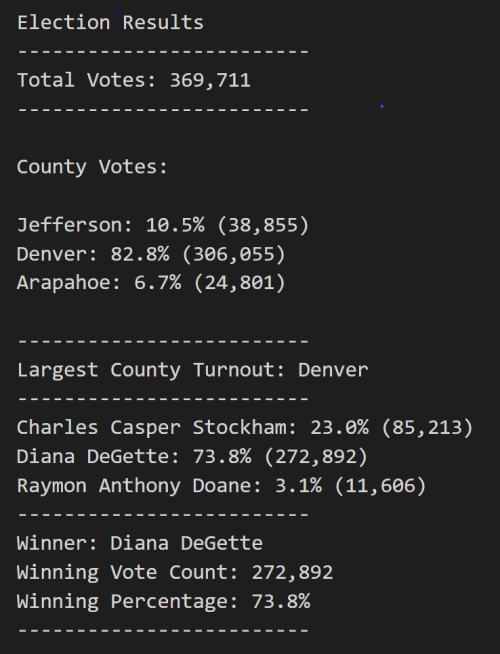 Election Results
-------------------------
Total Votes: 369,711
-------------------------
County Votes:
Jefferson: 10.5% (38,855)
Denver: 82.8% (306,055)
Arapahoe: 6.7% (24,801)
-------------------------
Largest County Turnout: Denver
-------------------------
Charles Casper Stockham: 23.0% (85,213)
Diana DeGette: 73.8% (272,892)
Raymon Anthony Doane: 3.1% (11,606)
-------------------------
Winner: Diana DeGette
Winning Vote Count: 272,892
Winning Percentage: 73.8%
-------------------------